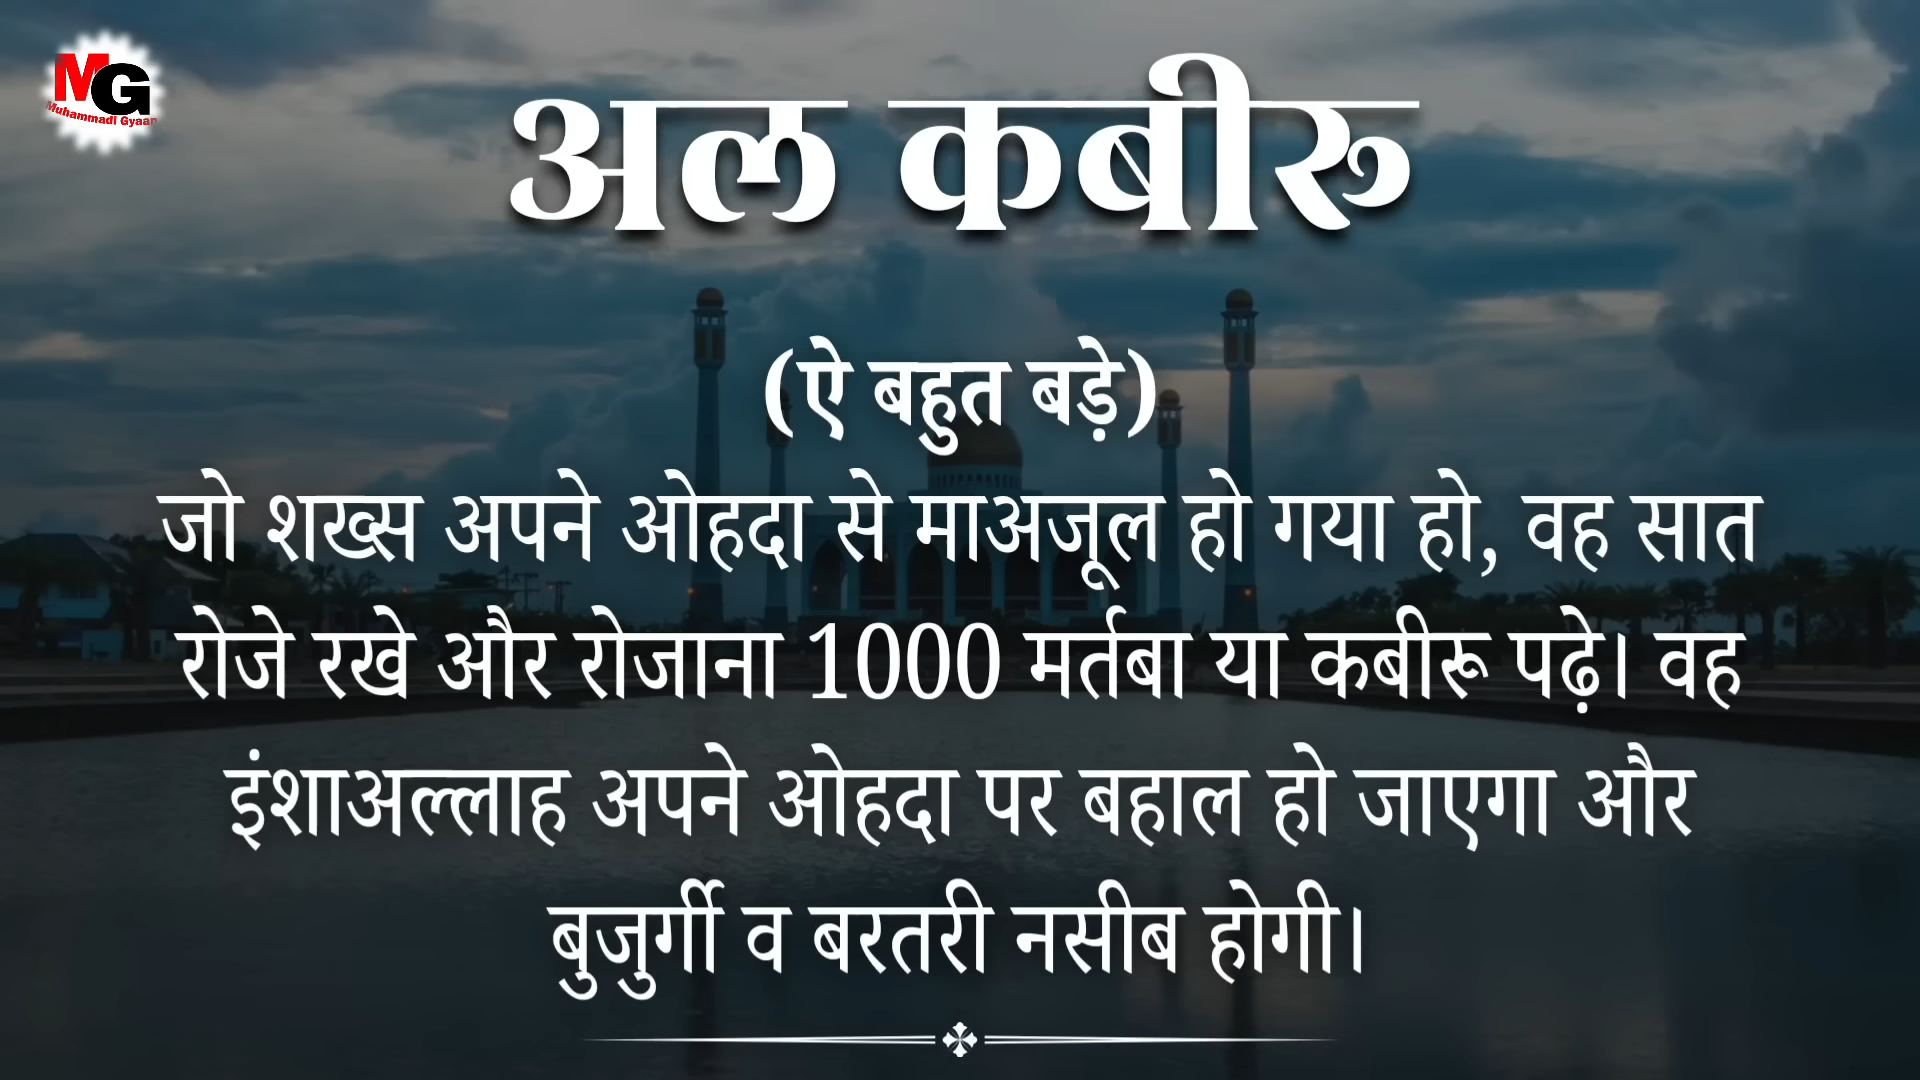 MG
Muhammadi Gyaan
अल कबीरु
(ऐ बहुत बड़े)
जो शख्स अपने ओहदा से माअजूल हो गया हो, वह सात
रोजे रखे और रोजाना 1000 मर्तबा या कबीरू पढ़े। वह
इंशाअल्लाह अपने ओहदा पर बहाल हो जाएगा और
बुजुर्गी व बरतरी नसीब होगी।